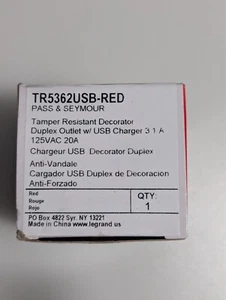 TR5362USB-RED
PASS & SEYMOUR
Tamper Resistant Decorator
Duplex Outlet w/ USB Charger 3.1 A
125VAC 20A
Chargeur USB Decorator Duplex
Anti-Vandale
Cargador USB Duplex de Decoracion
Anti-Forzado
Red
Rouge
Rojo
QTY:
1
PO Box 4822 Syr. NY 13221
Made in China www.legrand.us